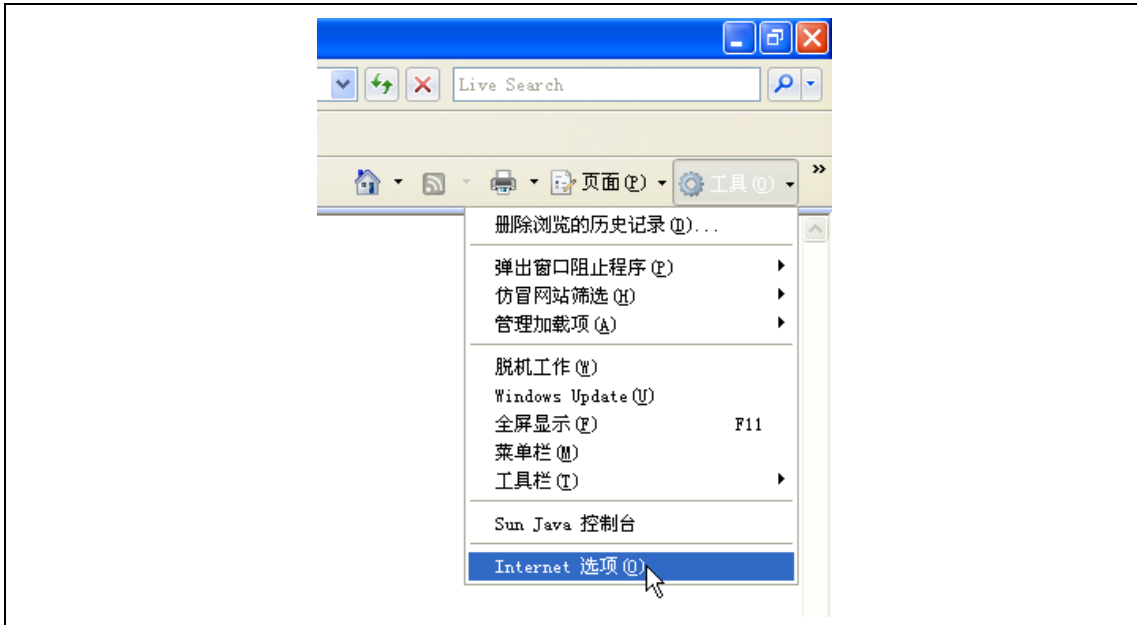 Live Search
页面(P) 工具(O) »
删除浏览的历史记录(D)...
弹出窗口阻止程序(P)
仿冒网站筛选(H)
管理加载项(A)
脱机工作(W)
Windows Update(U)
全屏显示(F) F11
菜单栏(M)
工具栏(T)
Sun Java 控制台
Internet 选项(O)